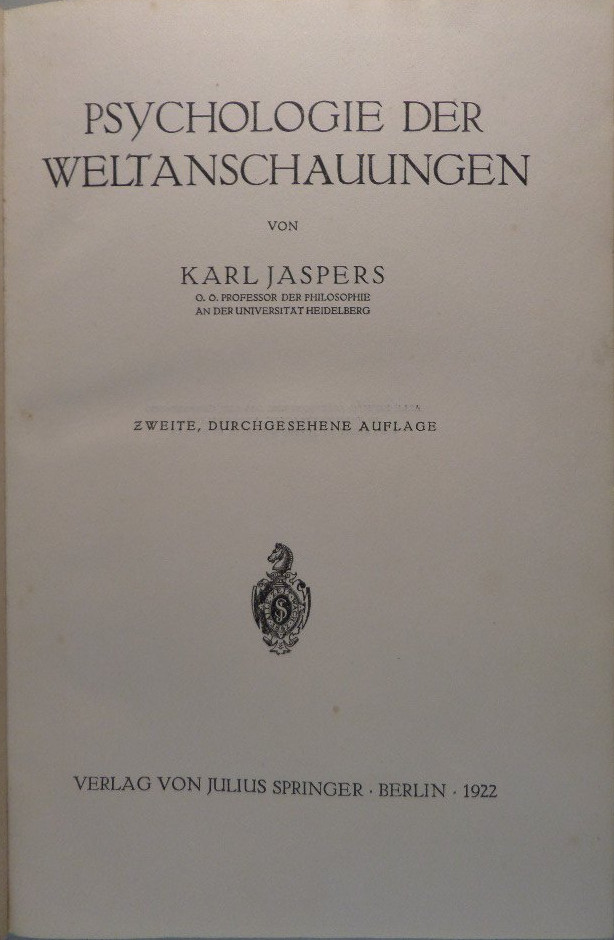 PSYCHOLOGIE DER
WELTANSCHAUUNGEN
VON
KARL JASPERS
O. Ö. PROFESSOR DER PHILOSOPHIE
AN DER UNIVERSITÄT HEIDELBERG
ZWEITE, DURCHGESEHENE AUFLAGE
VERLAG VON JULIUS SPRINGER · BERLIN · 1922